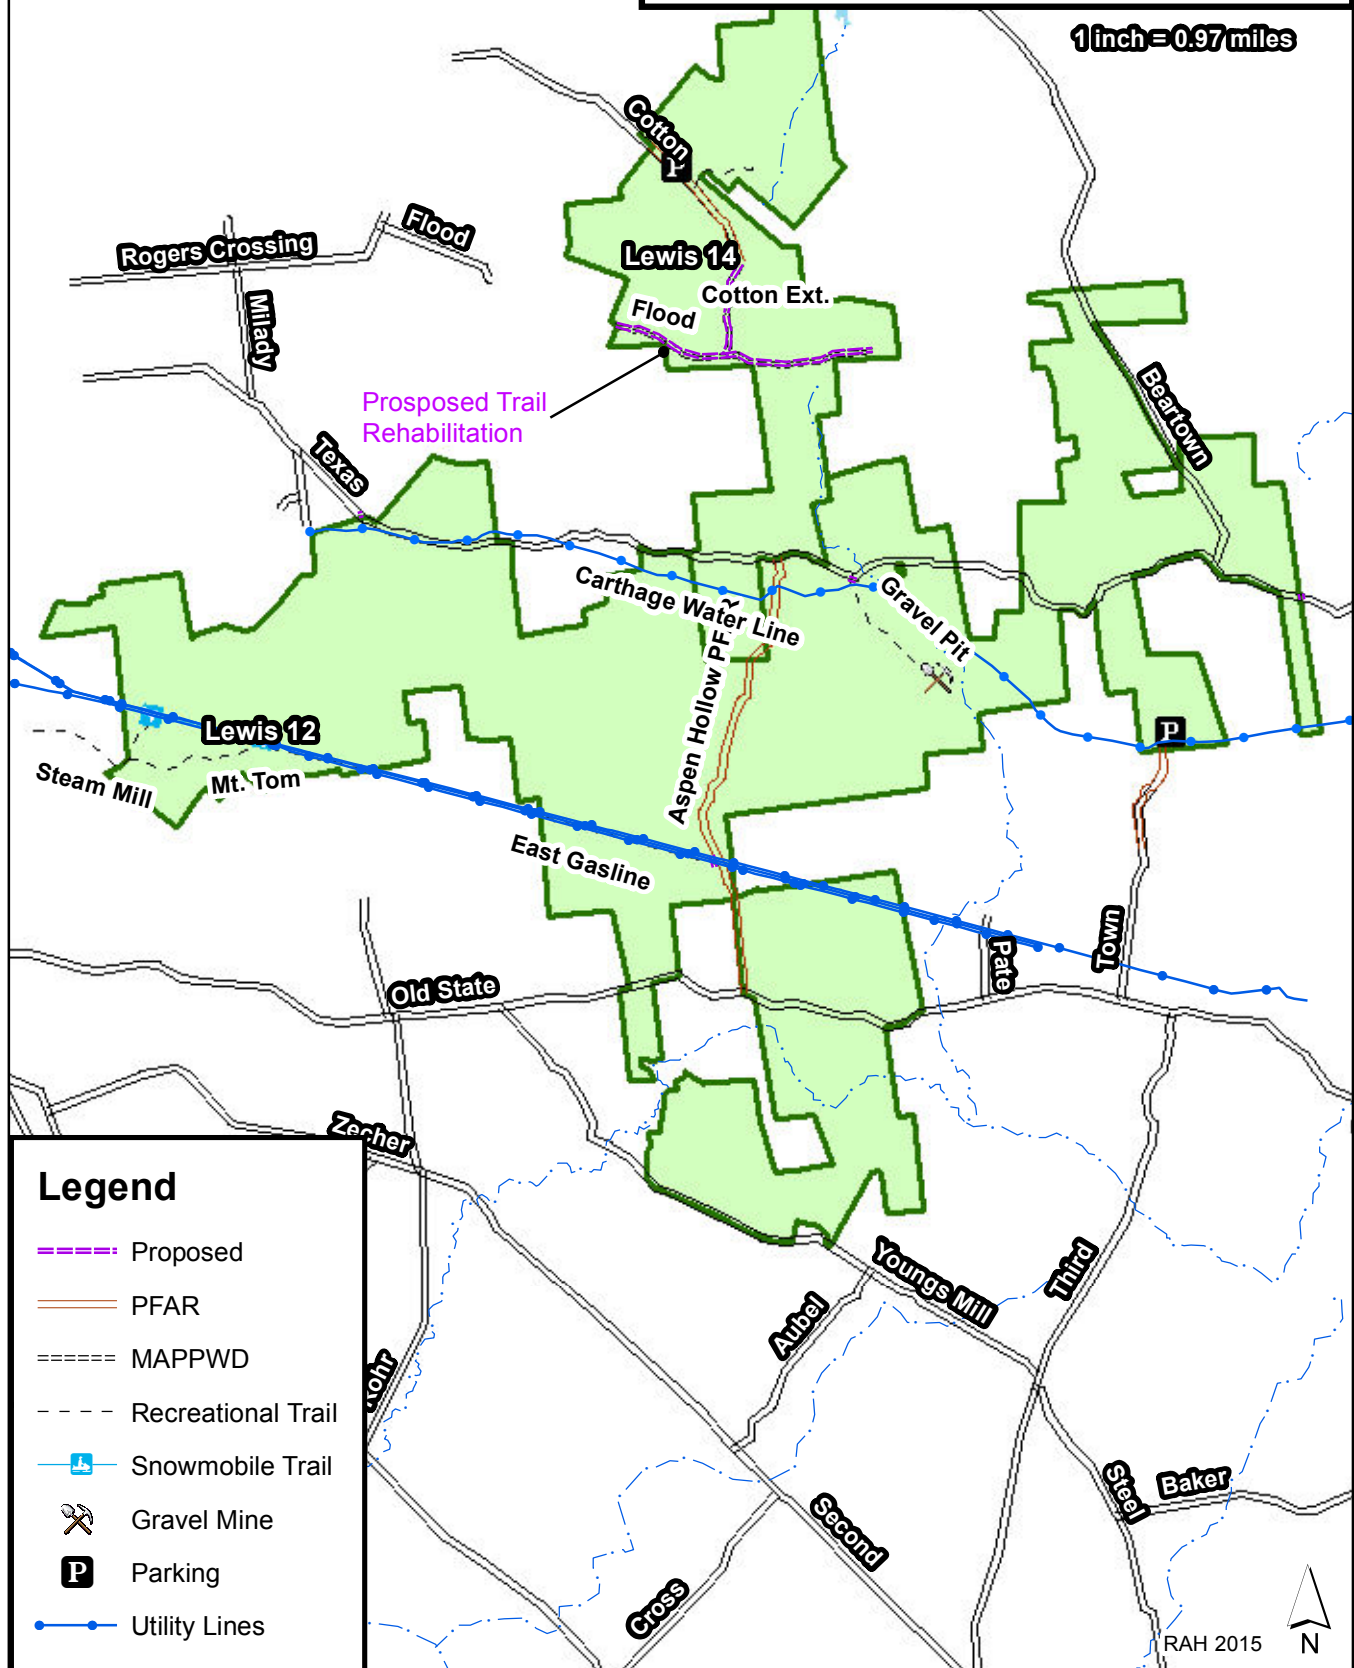 1 inch = 0.97 miles
Cotton
P
Flood
Rogers Crossing
Lewis 14
Cotton Ext.
Flood
Milady
Prosposed Trail
Rehabilitation
Beartown
Texas
Carthage Water Line
Gravel Pit
Aspen Hollow
Lewis 12
P
Steam Mill
Mt. Tom
East Gasline
Town
Pate
Old State
Zecher
Youngs Mill
Third
Aubel
Rohr
Steel
Baker
Second
Cross
Legend
Proposed
PFAR
MAPPWD
Recreational Trail
Snowmobile Trail
Gravel Mine
P Parking
Utility Lines
RAH 2015
N